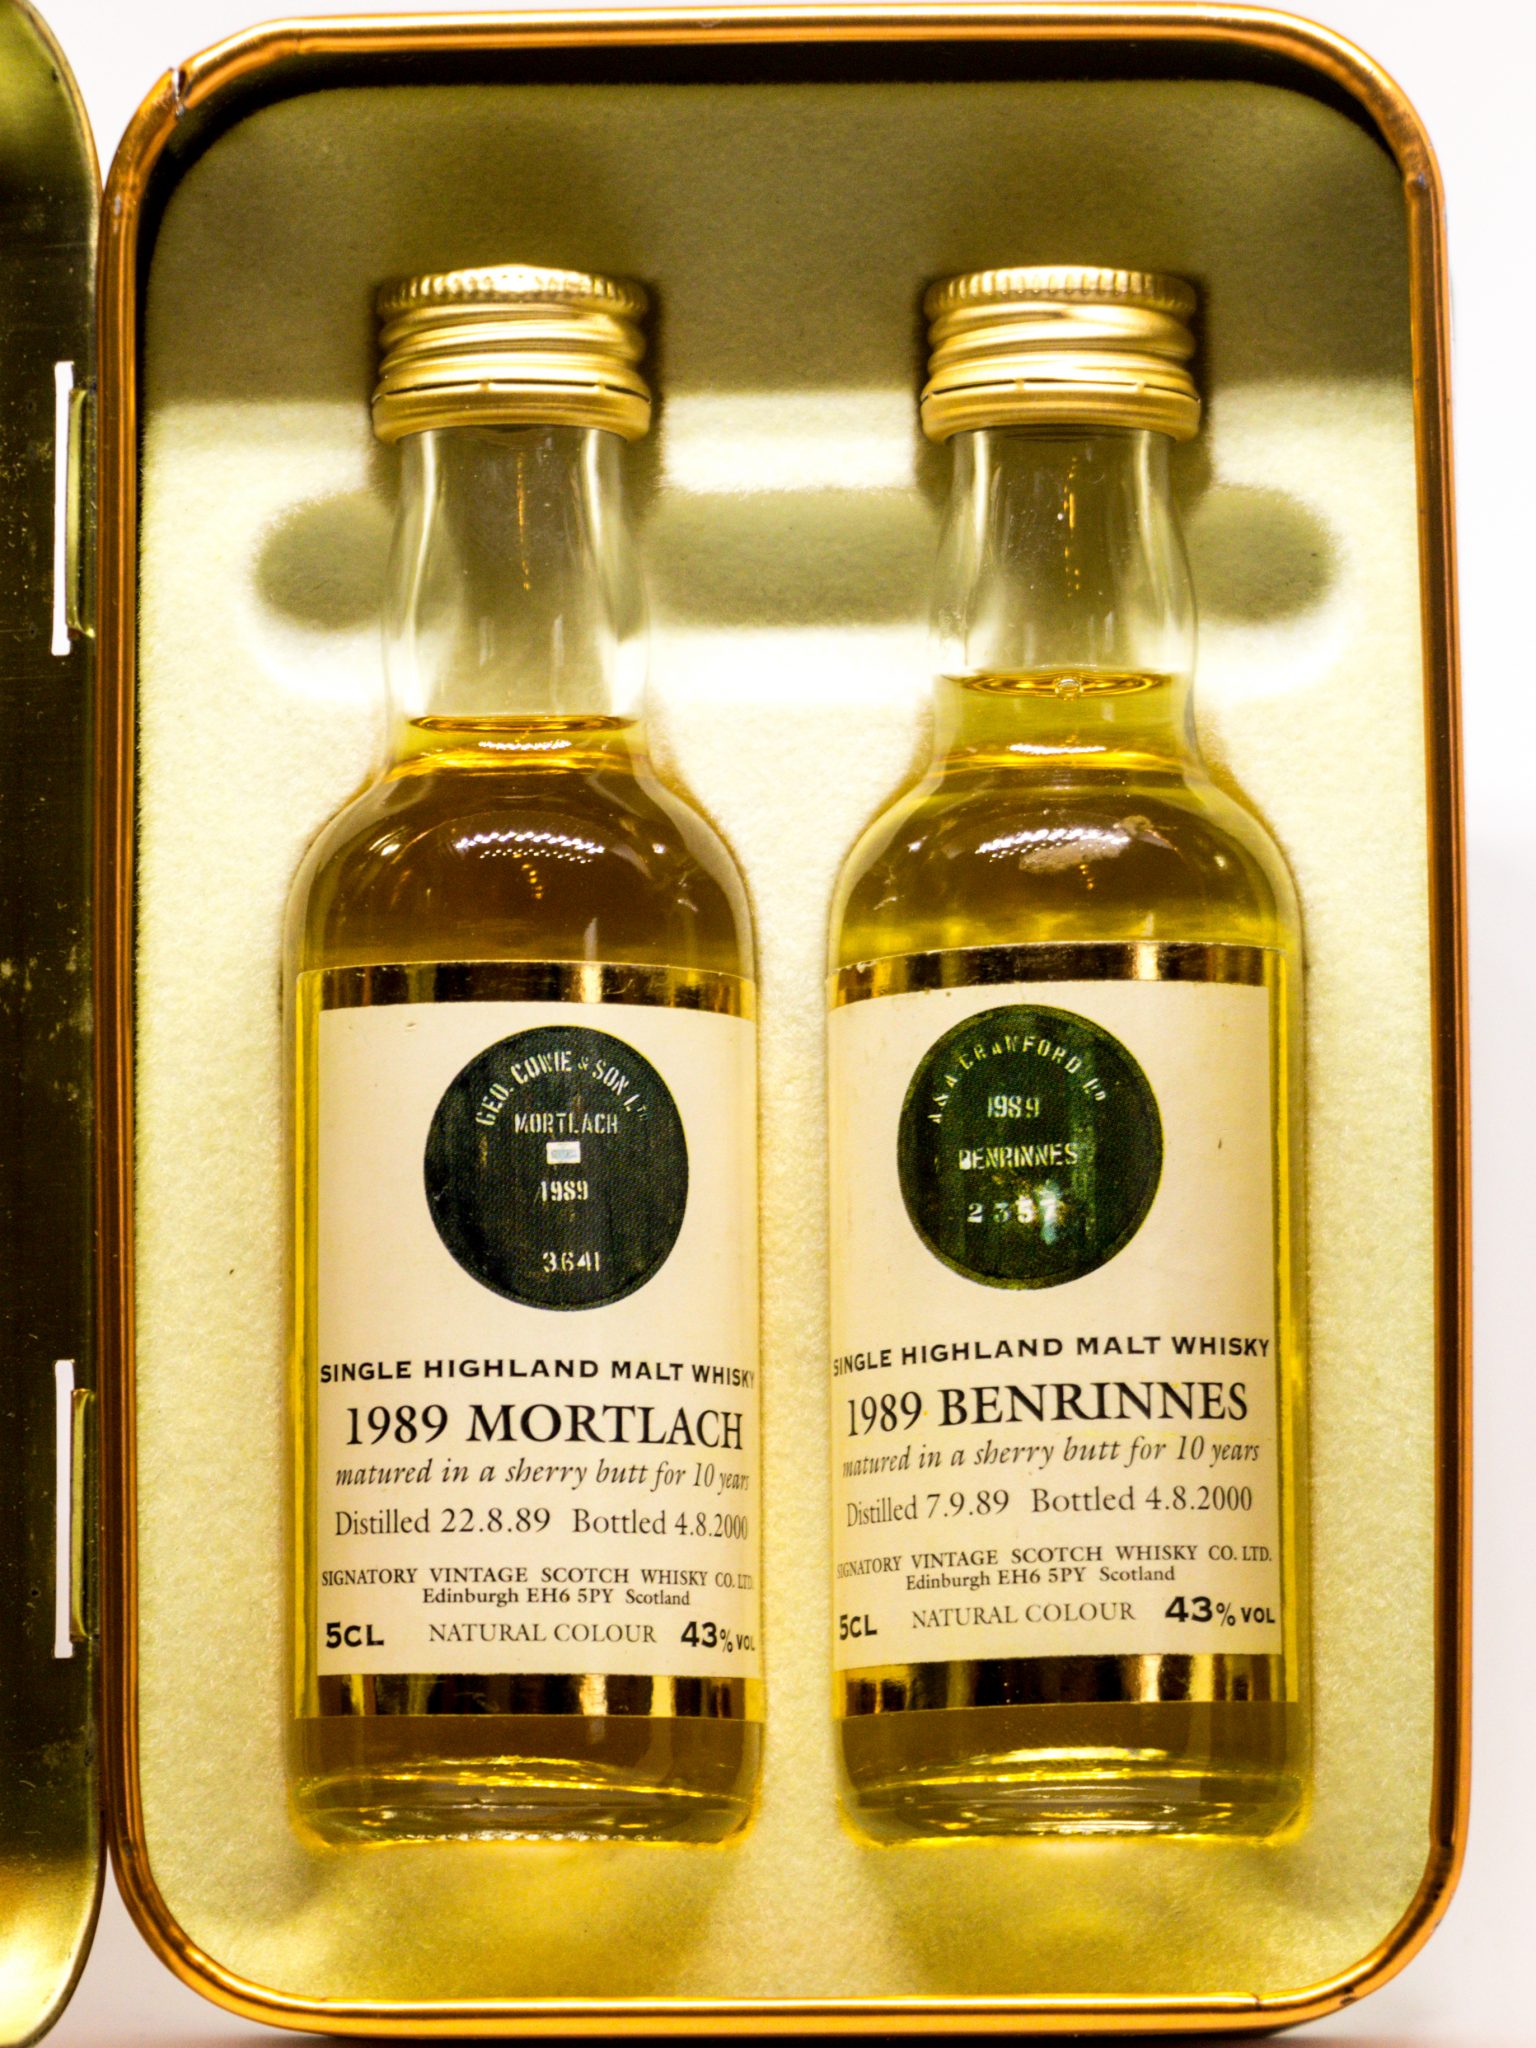 GEO. COWIE & SON LTD
MORTLACH
1989
3641
SINGLE HIGHLAND MALT WHISKY
1989 MORTLACH
matured in a sherry butt for 10 years
Distilled 22.8.89 Bottled 4.8.2000
SIGNATORY VINTAGE SCOTCH WHISKY CO. LTD.
Edinburgh EH6 5PY Scotland
5CL NATURAL COLOUR 43% VOL
A & A CRAWFORD LTD
1989
BENRINNES
2357
SINGLE HIGHLAND MALT WHISKY
1989 BENRINNES
matured in a sherry butt for 10 years
Distilled 7.9.89 Bottled 4.8.2000
SIGNATORY VINTAGE SCOTCH WHISKY CO. LTD.
Edinburgh EH6 5PY Scotland
5CL NATURAL COLOUR 43% VOL